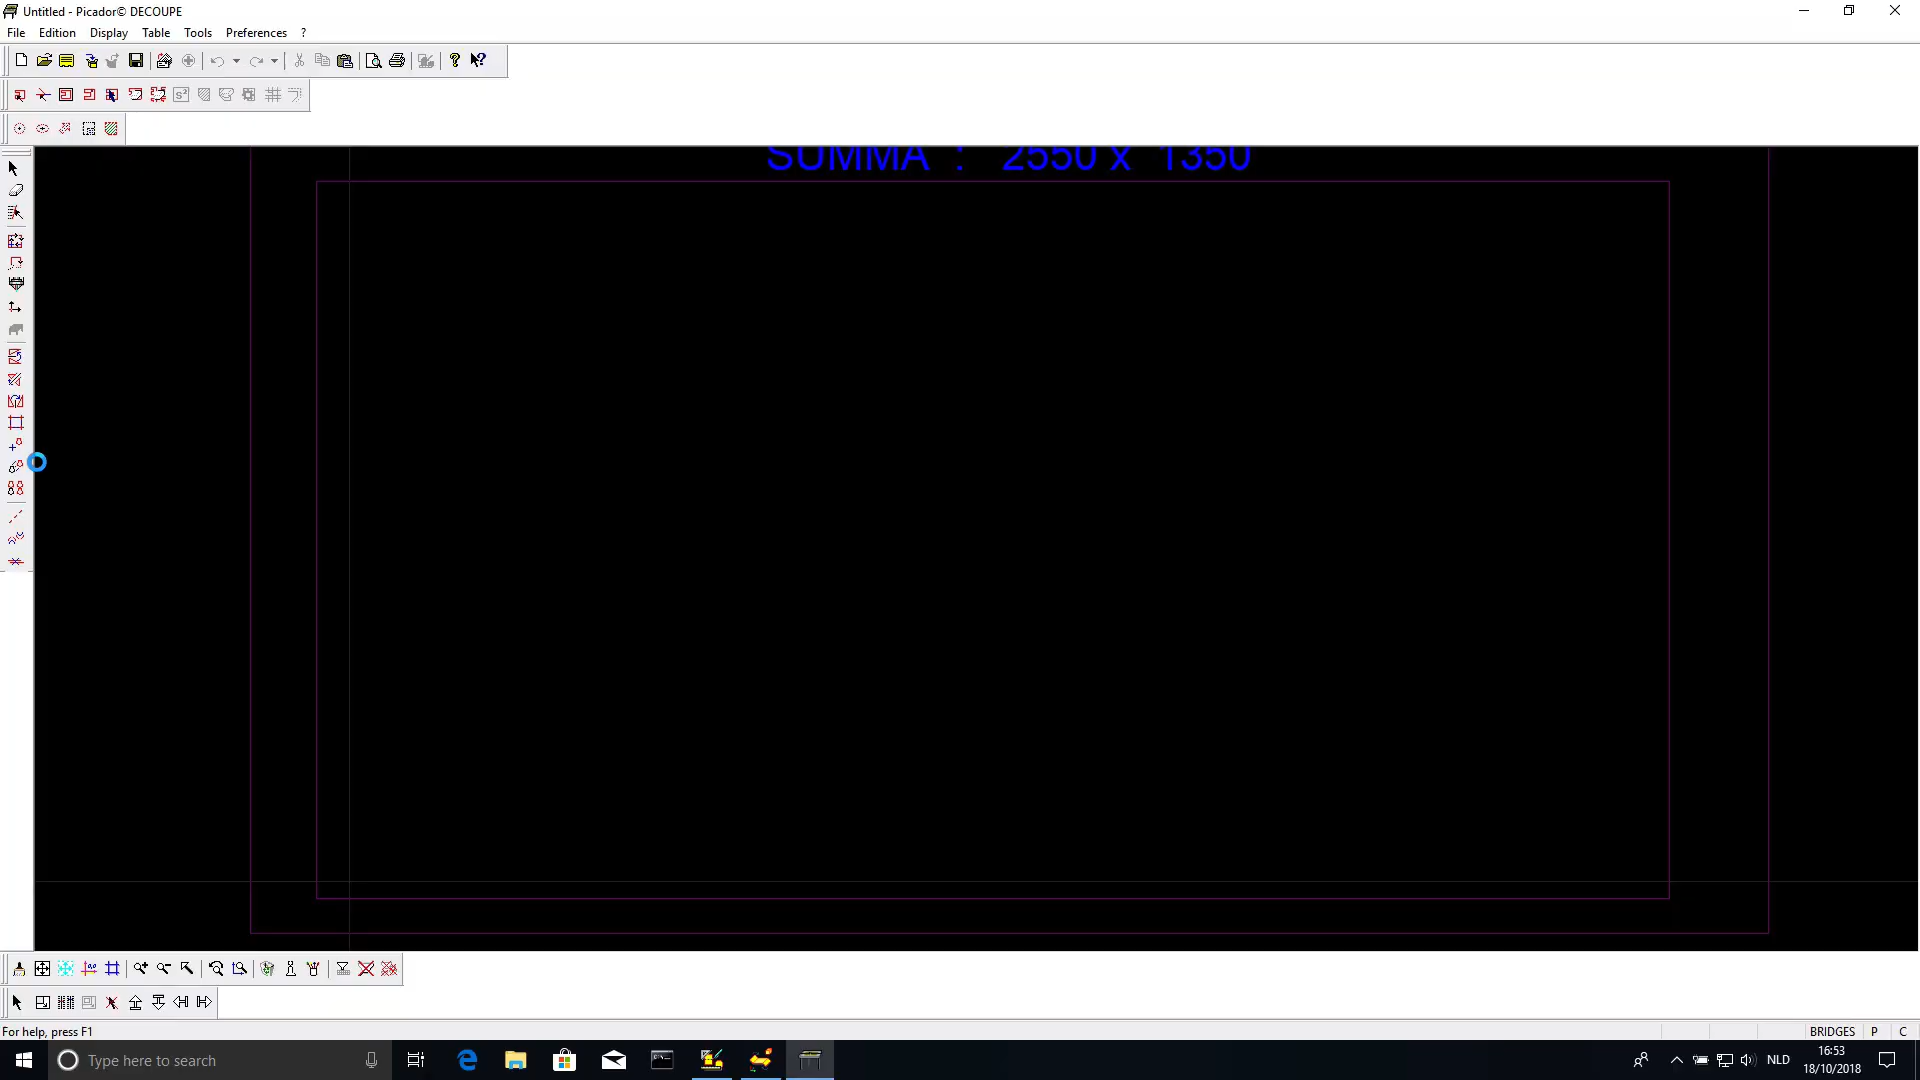 Untitled - Picador© DECOUPE
File Edition Display Table Tools Preferences ?
SUMMA : 2550 x 1350
For help, press F1
BRIDGES P C
Type here to search
NLD
16:53
18/10/2018